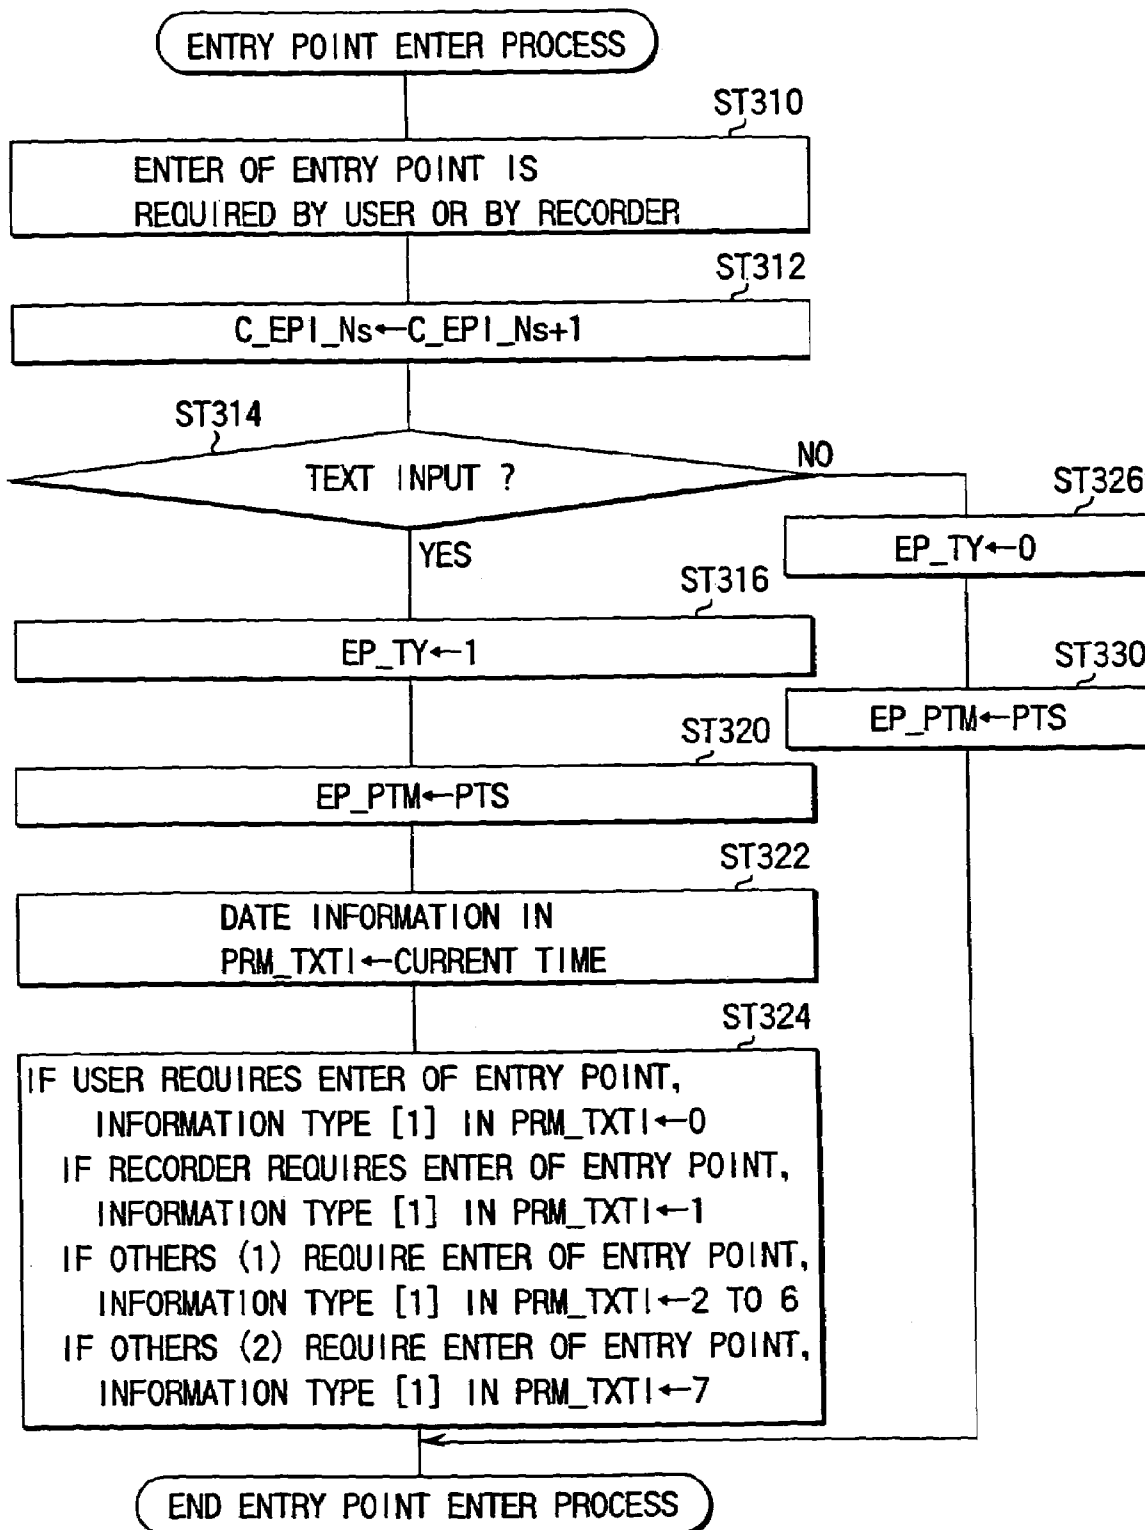 ENTRY POINT ENTER PROCESS
ST310
ENTER OF ENTRY POINT IS
REQUIRED BY USER OR BY RECORDER
ST312
C_EPI_Ns←C_EPI_Ns+1
ST314
TEXT INPUT ?
NO
YES
ST326
EP_TY←0
ST316
EP_TY←1
ST330
EP_PTM←PTS
ST320
EP_PTM←PTS
ST322
DATE INFORMATION IN
PRM_TXTI←CURRENT TIME
ST324
IF USER REQUIRES ENTER OF ENTRY POINT,
INFORMATION TYPE [1] IN PRM_TXTI←0
IF RECORDER REQUIRES ENTER OF ENTRY POINT,
INFORMATION TYPE [1] IN PRM_TXTI←1
IF OTHERS (1) REQUIRE ENTER OF ENTRY POINT,
INFORMATION TYPE [1] IN PRM_TXTI←2 TO 6
IF OTHERS (2) REQUIRE ENTER OF ENTRY POINT,
INFORMATION TYPE [1] IN PRM_TXTI←7
END ENTRY POINT ENTER PROCESS